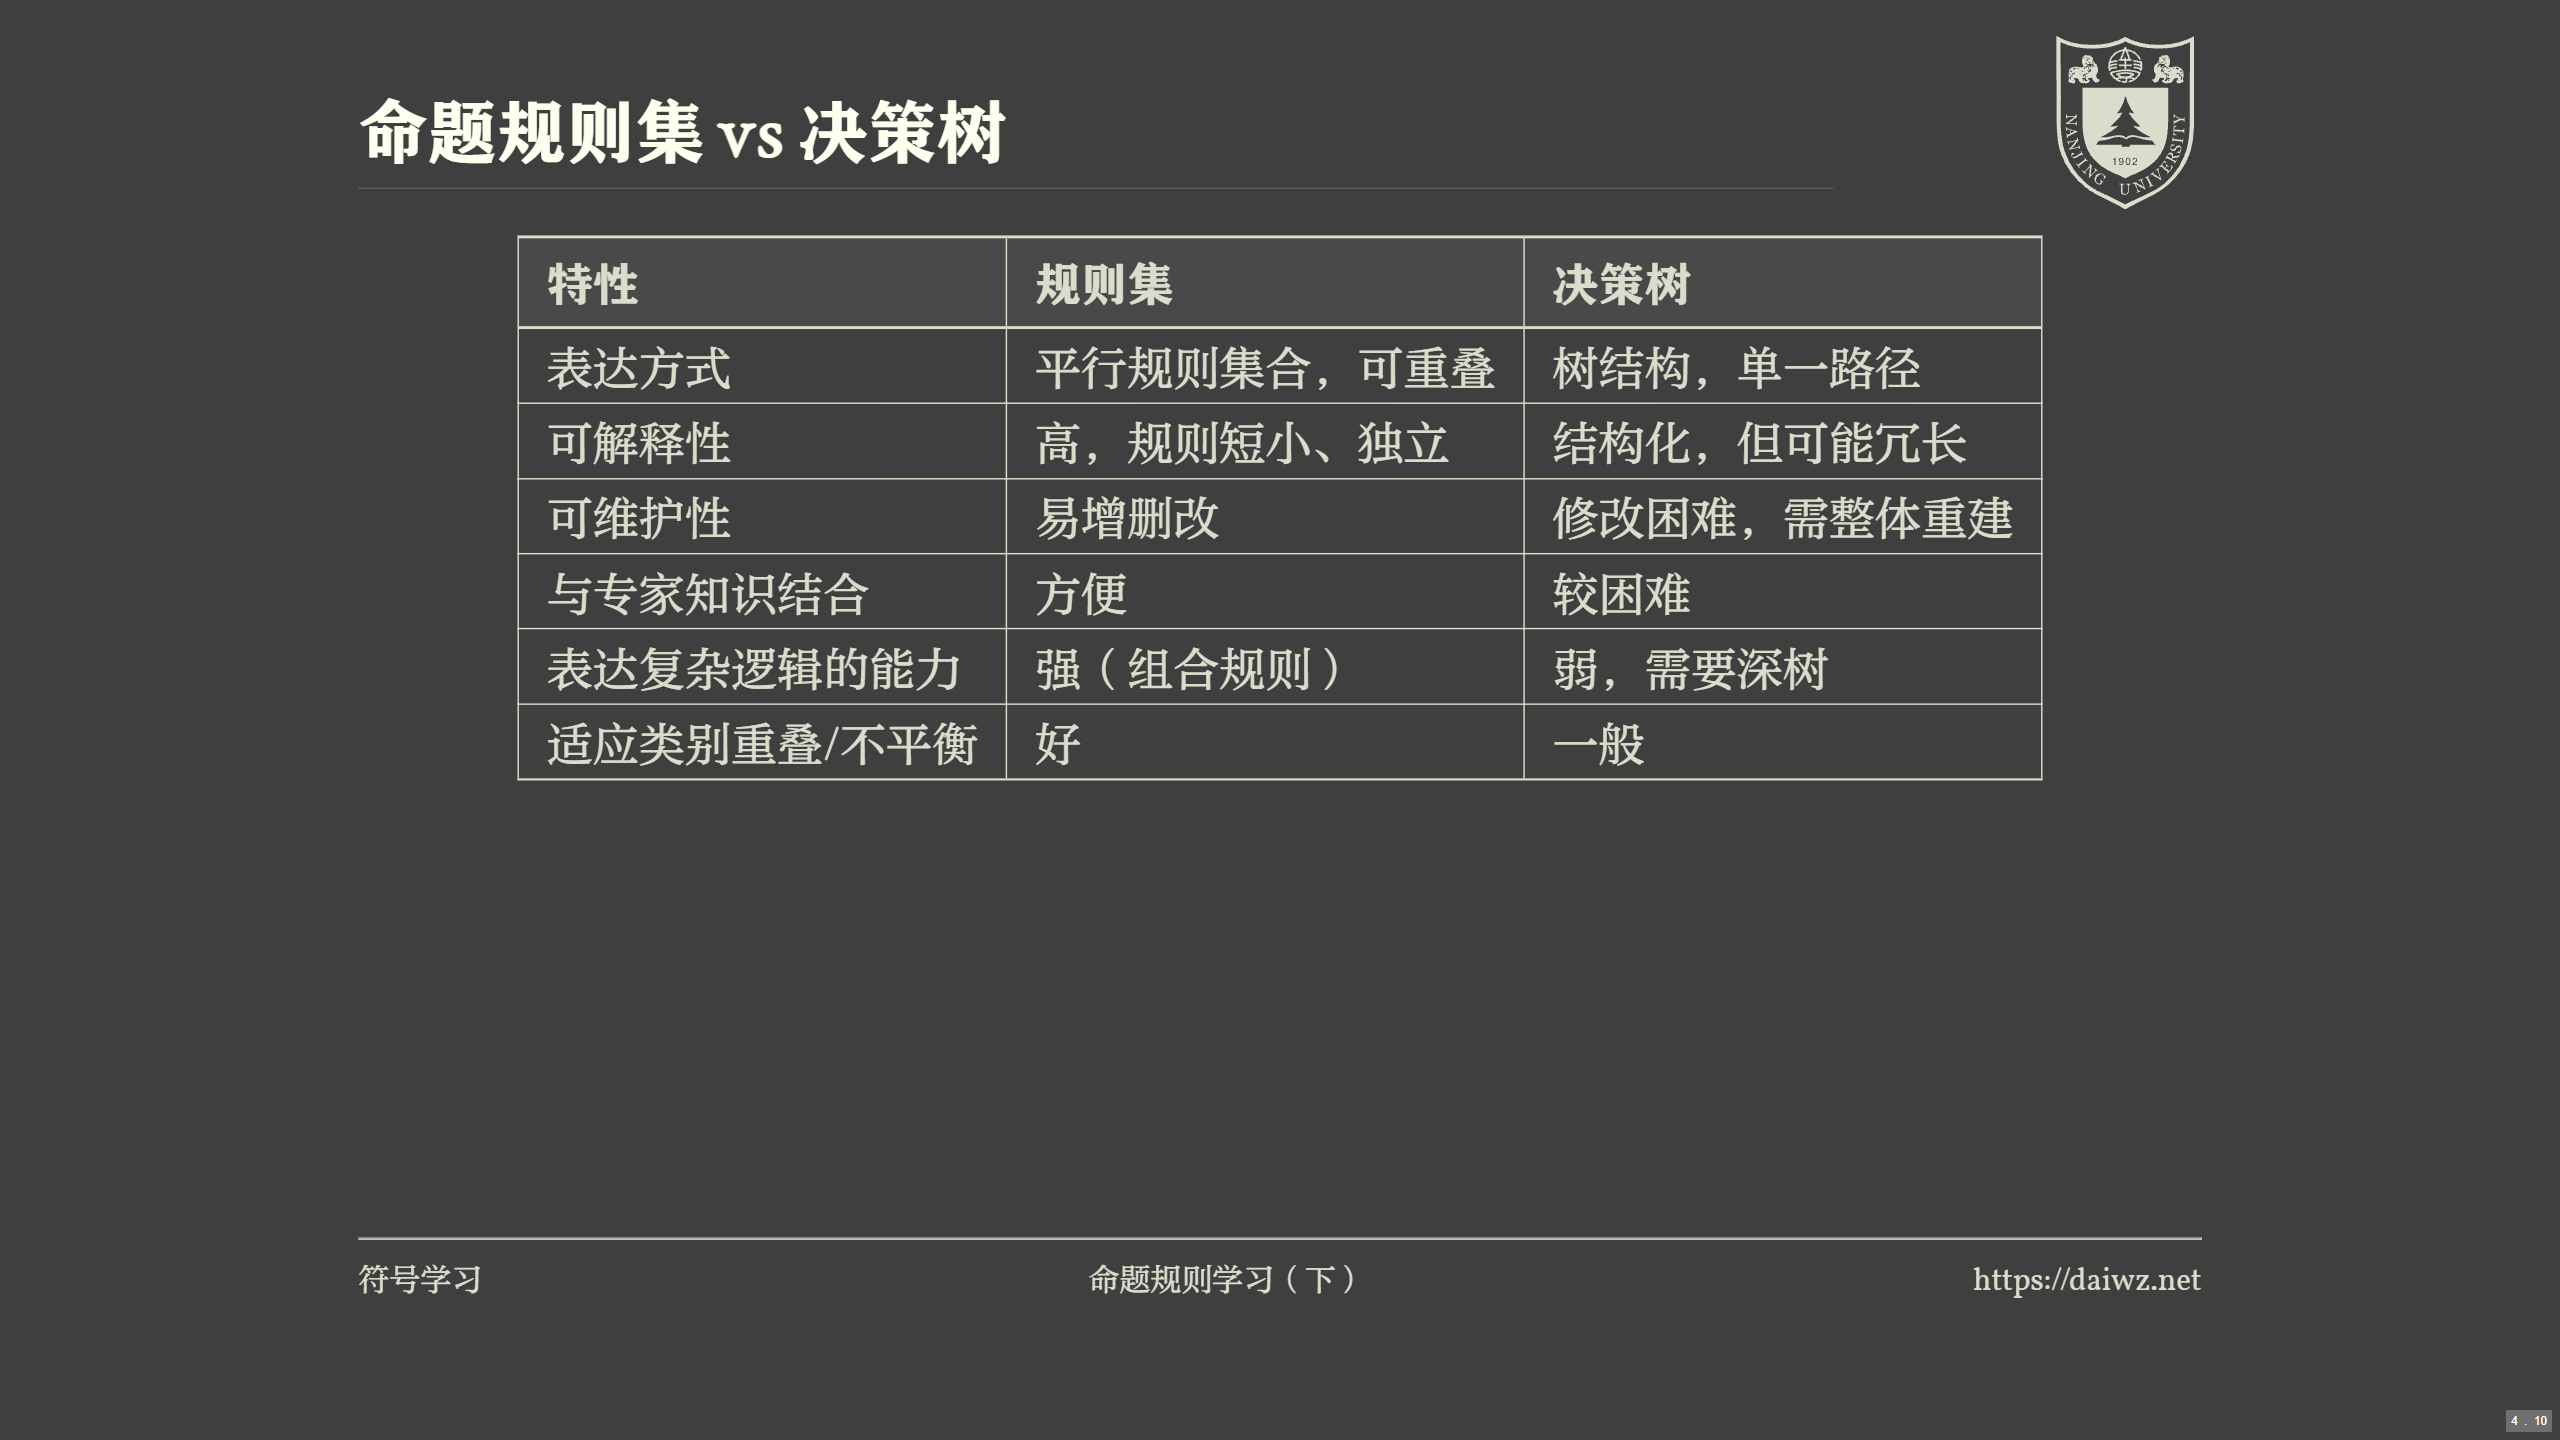 命题规则集 vs 决策树
NANJING UNIVERSITY
1902
特性 规则集 决策树
表达方式 平行规则集合，可重叠 树结构，单一路径
可解释性 高，规则短小、独立 结构化，但可能冗长
可维护性 易增删改 修改困难，需整体重建
与专家知识结合 方便 较困难
表达复杂逻辑的能力 强（组合规则） 弱，需要深树
适应类别重叠/不平衡 好 一般
符号学习 命题规则学习（下） https://daiwz.net
4 . 10